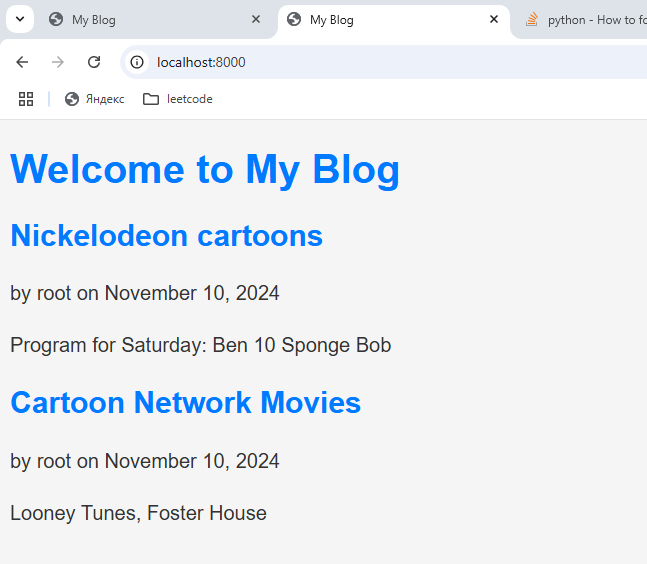 My Blog
My Blog
python - How to fo
localhost:8000
Яндекс
leetcode
Welcome to My Blog
Nickelodeon cartoons
by root on November 10, 2024
Program for Saturday: Ben 10 Sponge Bob
Cartoon Network Movies
by root on November 10, 2024
Looney Tunes, Foster House